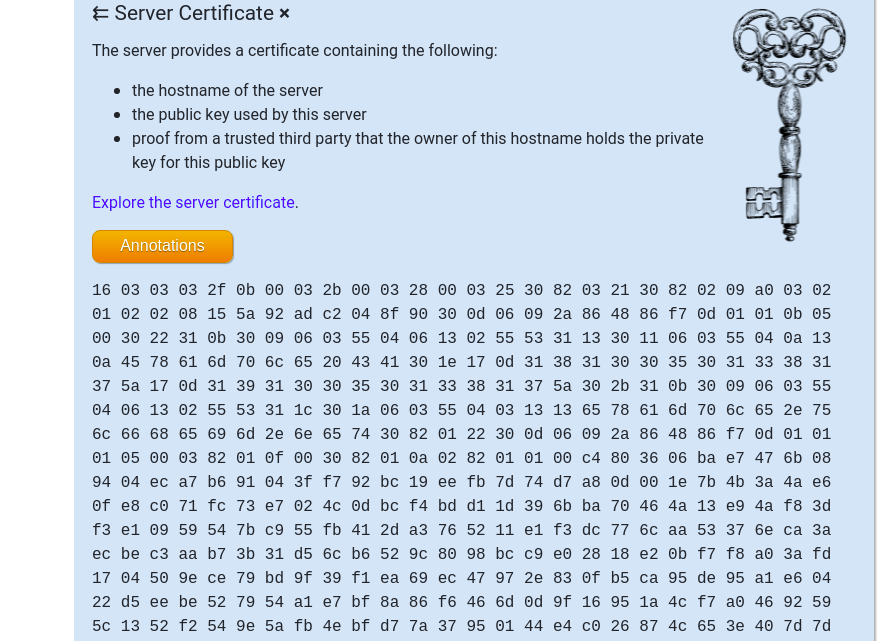 ⇇ Server Certificate ×
The server provides a certificate containing the following:
the hostname of the server
the public key used by this server
proof from a trusted third party that the owner of this hostname holds the private
key for this public key
Explore the server certificate.
Annotations
16 03 03 03 2f 0b 00 03 2b 00 03 28 00 03 25 30 82 03 21 30 82 02 09 a0 03 02
01 02 02 08 15 5a 92 ad c2 04 8f 90 30 0d 06 09 2a 86 48 86 f7 0d 01 01 0b 05
00 30 22 31 0b 30 09 06 03 55 04 06 13 02 55 53 31 13 30 11 06 03 55 04 0a 13
0a 45 78 61 6d 70 6c 65 20 43 41 30 1e 17 0d 31 38 31 30 30 35 30 31 33 38 31
37 5a 17 0d 31 39 31 30 30 35 30 31 33 38 31 37 5a 30 2b 31 0b 30 09 06 03 55
04 06 13 02 55 53 31 1c 30 1a 06 03 55 04 03 13 13 65 78 61 6d 70 6c 65 2e 75
6c 66 68 65 69 6d 2e 6e 65 74 30 82 01 22 30 0d 06 09 2a 86 48 86 f7 0d 01 01
01 05 00 03 82 01 0f 00 30 82 01 0a 02 82 01 01 00 c4 80 36 06 ba e7 47 6b 08
94 04 ec a7 b6 91 04 3f f7 92 bc 19 ee fb 7d 74 d7 a8 0d 00 1e 7b 4b 3a 4a e6
0f e8 c0 71 fc 73 e7 02 4c 0d bc f4 bd d1 1d 39 6b ba 70 46 4a 13 e9 4a f8 3d
f3 e1 09 59 54 7b c9 55 fb 41 2d a3 76 52 11 e1 f3 dc 77 6c aa 53 37 6e ca 3a
ec be c3 aa b7 3b 31 d5 6c b6 52 9c 80 98 bc c9 e0 28 18 e2 0b f7 f8 a0 3a fd
17 04 50 9e ce 79 bd 9f 39 f1 ea 69 ec 47 97 2e 83 0f b5 ca 95 de 95 a1 e6 04
22 d5 ee be 52 79 54 a1 e7 bf 8a 86 f6 46 6d 0d 9f 16 95 1a 4c f7 a0 46 92 59
5c 13 52 f2 54 9e 5a fb 4e bf d7 7a 37 95 01 44 e4 c0 26 87 4c 65 3e 40 7d 7d